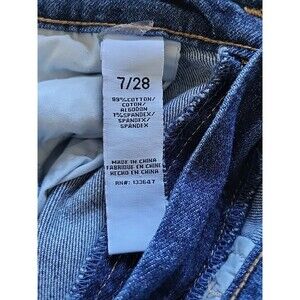 7/28
99%COTTON/
COTON/
ALGODON
1%SPANDEX/
SPANDEX/
SPANDEX
MADE IN CHINA
FABRIQUE EN CHINE
HECHO EN CHINA
RN#: 133647